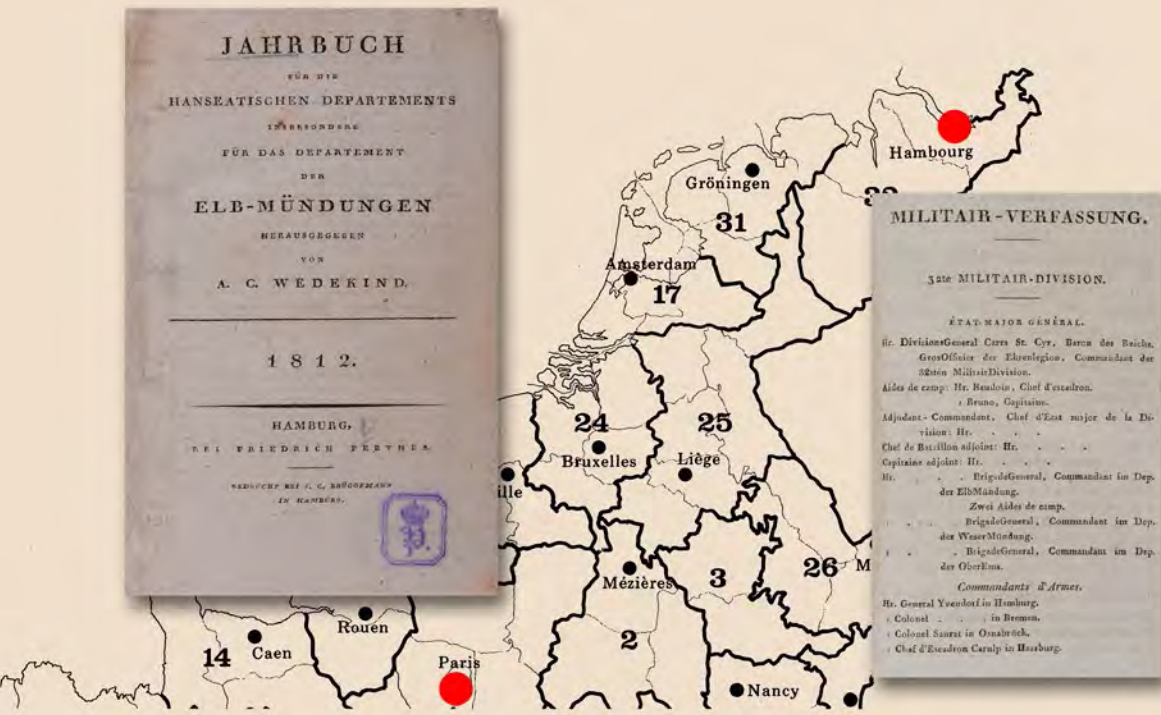 JAHRBUCH
FÜR DIE
HANSEATISCHEN DEPARTEMENTS
INSBESONDERE
FÜR DAS DEPARTEMENT
DER
ELB-MÜNDUNGEN
HERAUSGEGEBEN
VON
A. C. WEDEKIND.
1812.
HAMBURG,
BEI FRIEDRICH PERTHES.
GEDRUCKT BEI F. C. BRÜGGEMANN
IN HAMBURG.
Hambourg
Gröningen
31
Amsterdam
17
24
Bruxelles
25
Liège
ille
Mézières
3
26
M
2
Rouen
14
Caen
Paris
Nancy
32
MILITAIR-VERFASSUNG.
32te MILITAIR-DIVISION.
ÉTAT-MAJOR GÉNÉRAL.
Hr. DivisionsGeneral Carra St. Cyr, Baron des Reichs,
GrosOfficier der Ehrenlegion, Commandant der
32sten MilitairDivision.
Aides de camp: Hr. Baudoin, Chef d'escadron.
: Bruno, Capitaine.
Adjudant-Commandant, Chef d'État major de la Di-
vision: Hr. . . .
Chef de Bataillon adjoint: Hr. . . .
Capitaine adjoint: Hr. . . .
Hr. . . . BrigadeGeneral, Commandant im Dep.
der ElbMündung.
Zwei Aides de camp.
: . . . BrigadeGeneral, Commandant im Dep.
der WeserMündung.
: . . . BrigadeGeneral, Commandant im Dep.
der OberEms.
Commandants d'Armes.
Hr. General Yvendorf in Hamburg.
: Colonel . . . in Bremen.
: Colonel Saurat in Osnabrück.
: Chef d'Escadron in Haarburg.